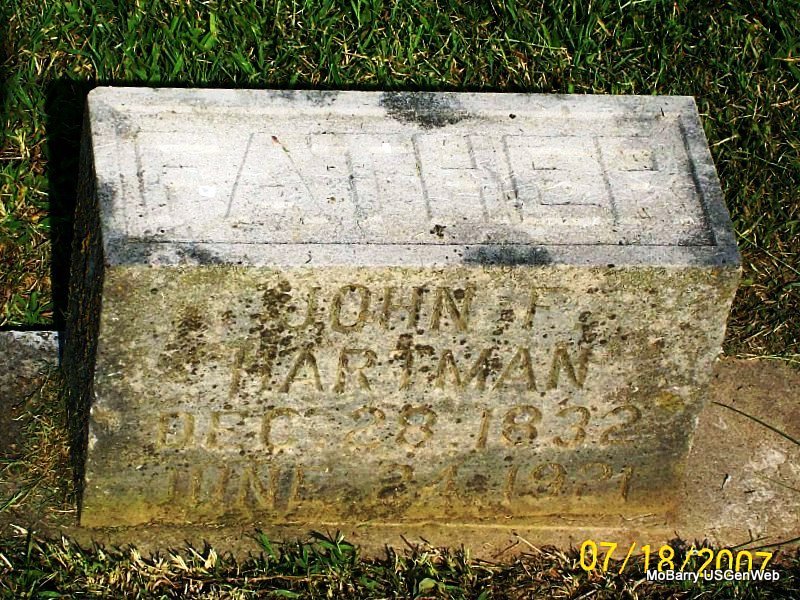 FATHER
JOHN F.
HARTMAN
DEC. 28 1832
JUNE 24 1921
07/18/2007
MoBarry-USGenWeb